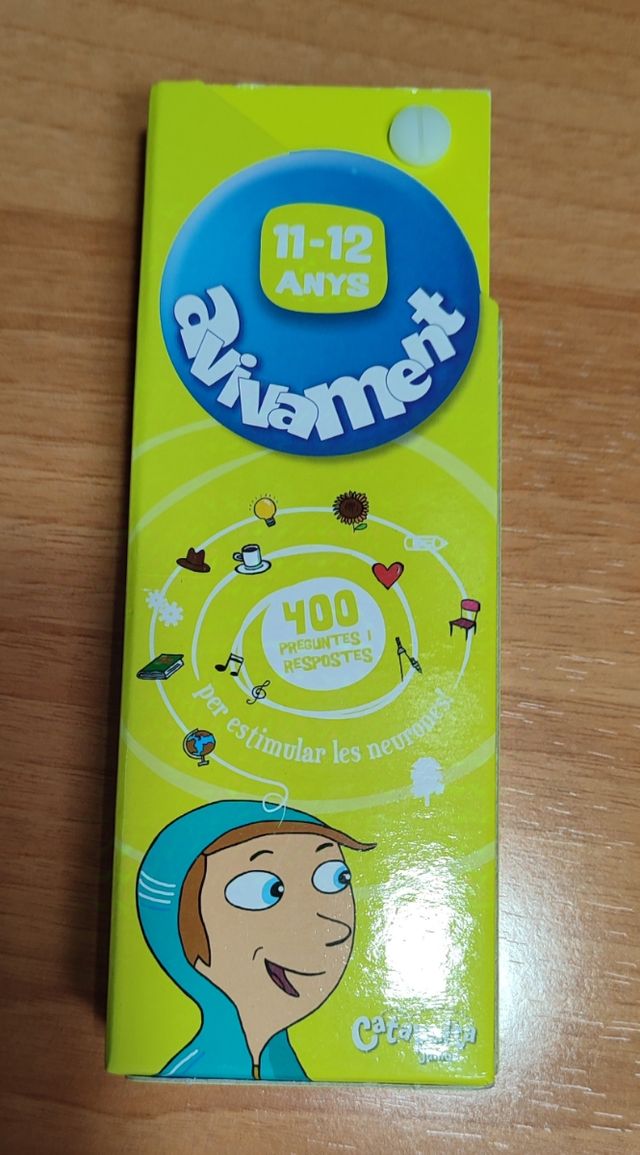 11-12
ANYS
avivament
400
PREGUNTES I
RESPOSTES
per estimular les neurones!